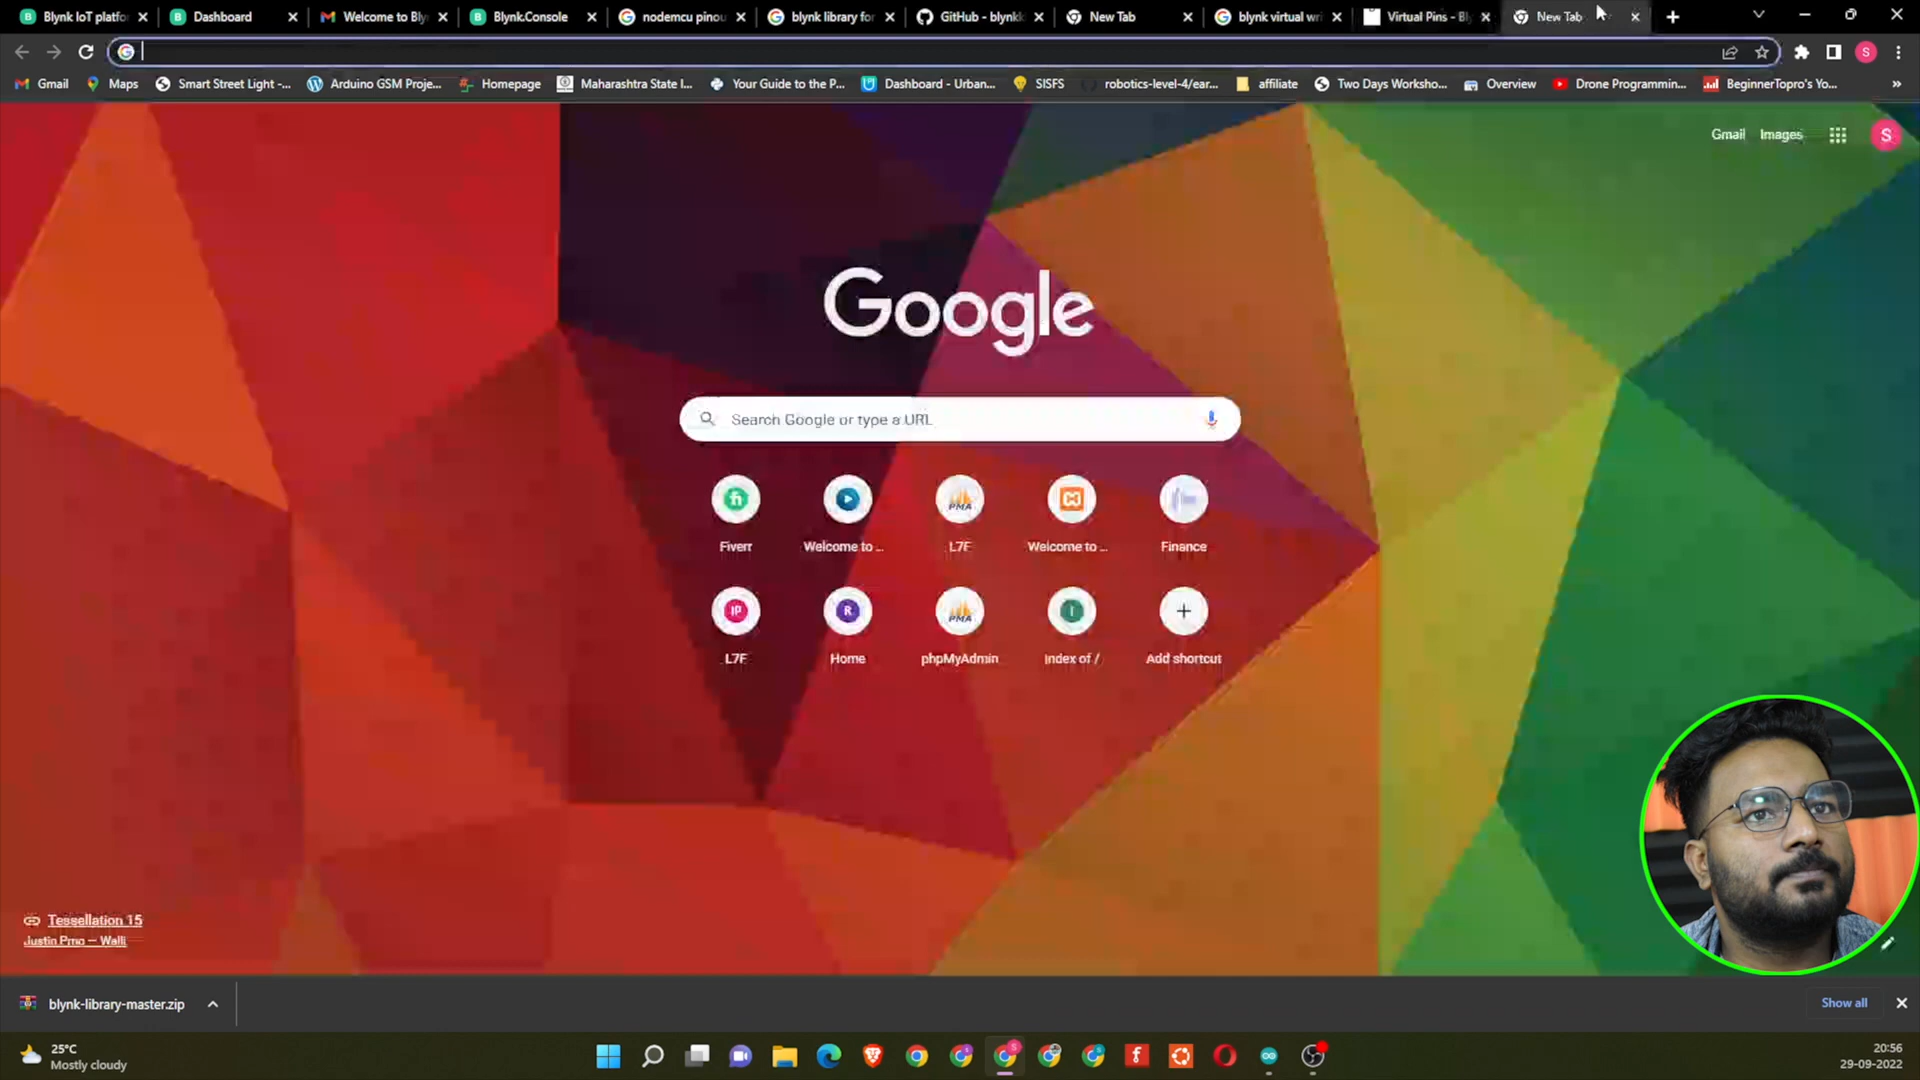 Blynk IoT platfo
Dashboard
Welcome to Bly
Blynk.Console
nodemcu pinou
blynk library for
GitHub - blynkk
New Tab
blynk virtual wri
Virtual Pins - Bl
New Tab
Gmail
Maps
Smart Street Light -...
Arduino GSM Proje...
Homepage
Maharashtra State I...
Your Guide to the P...
Dashboard - Urban...
SISFS
robotics-level-4/ear...
affiliate
Two Days Worksho...
Overview
Drone Programmin...
BeginnerTopro's Yo...
»
S
Gmail
Images
S
Google
Search Google or type a URL
Fiverr
Welcome to ...
PMA
L7F
Welcome to ...
Finance
IP
L7F
R
Home
PMA
phpMyAdmin
I
Index of /
Add shortcut
Tessellation 15
Justin Prno — Walli
blynk-library-master.zip
Show all
25°C
Mostly cloudy
20:56
29-09-2022